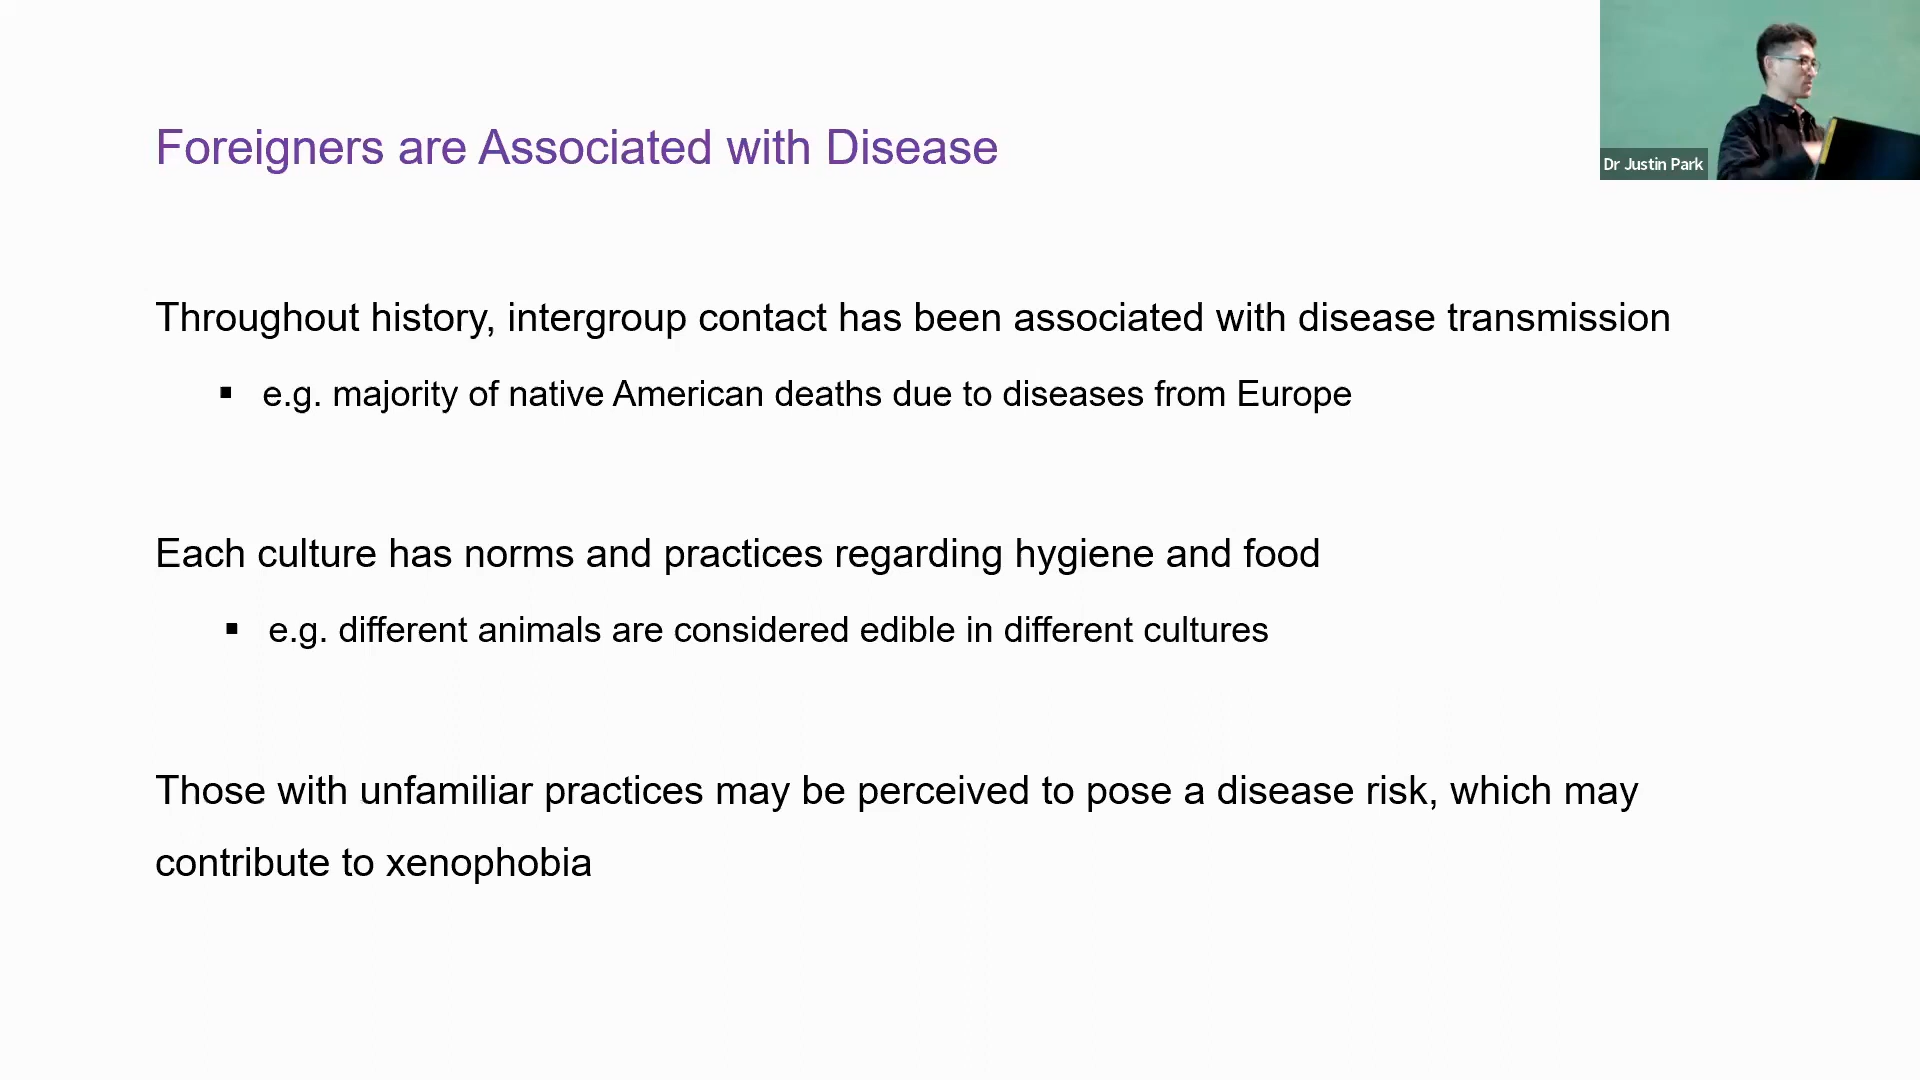 Foreigners are Associated with Disease
Dr Justin Park
Throughout history, intergroup contact has been associated with disease transmission
▪ e.g. majority of native American deaths due to diseases from Europe
Each culture has norms and practices regarding hygiene and food
▪ e.g. different animals are considered edible in different cultures
Those with unfamiliar practices may be perceived to pose a disease risk, which may
contribute to xenophobia